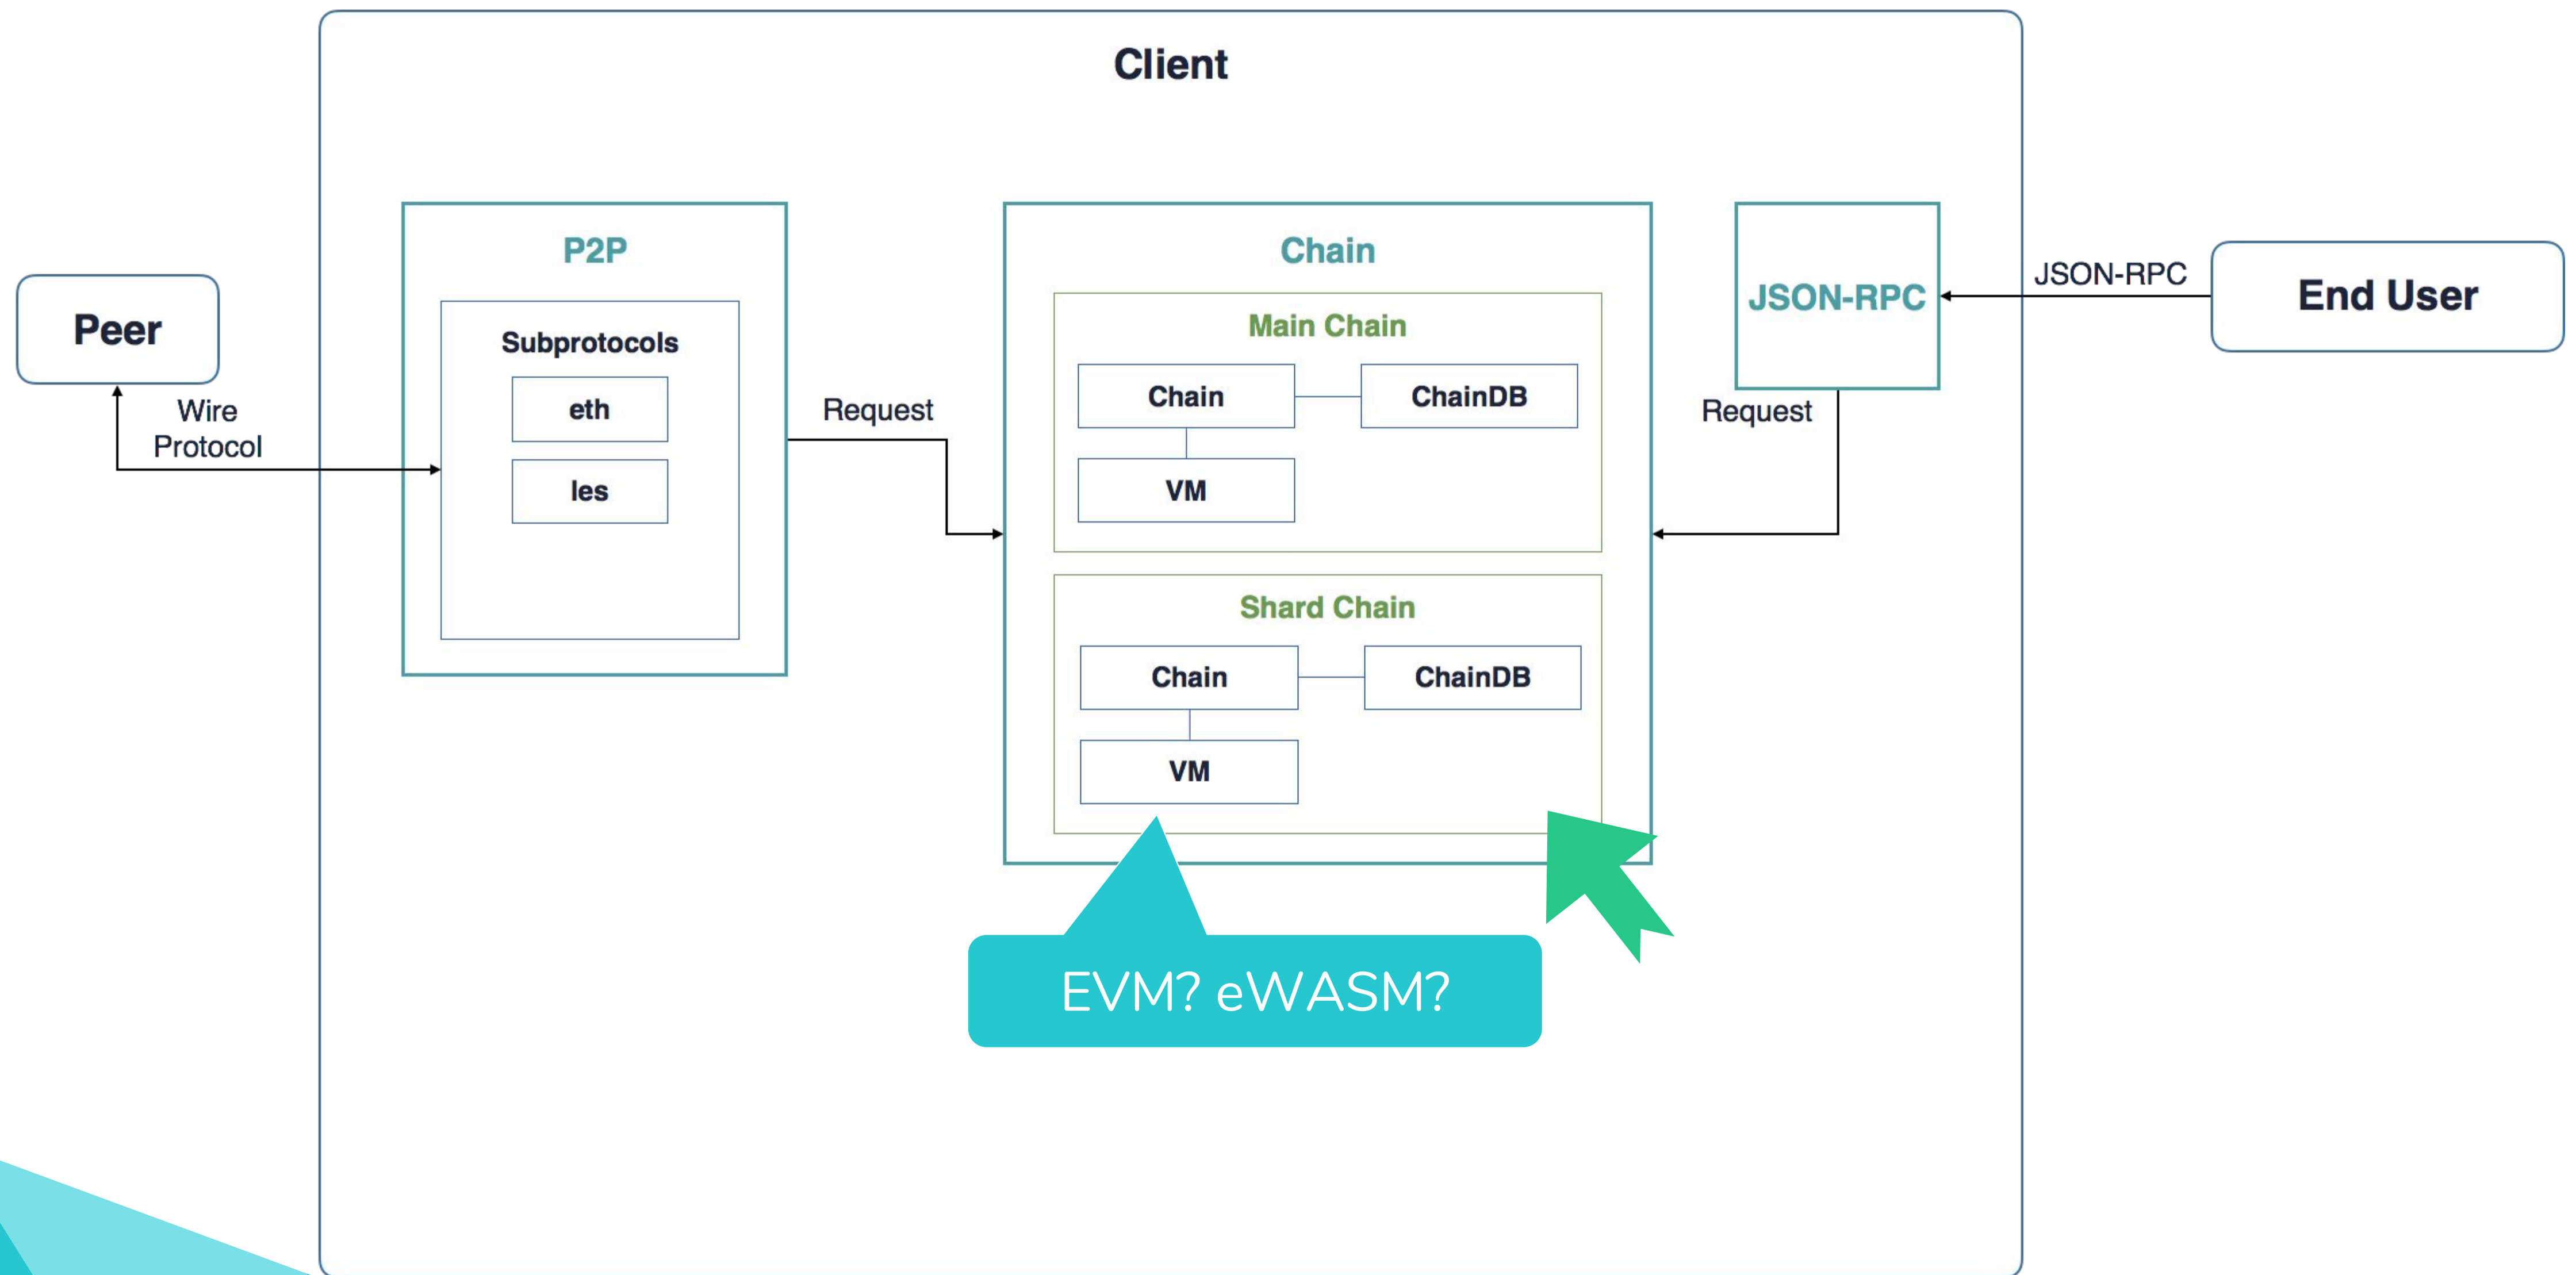 Client
P2P
Subprotocols
eth
les
Peer
Wire
Protocol
Request
Chain
Main Chain
Chain
ChainDB
VM
Shard Chain
Chain
ChainDB
VM
EVM? eWASM?
JSON-RPC
Request
JSON-RPC
End User